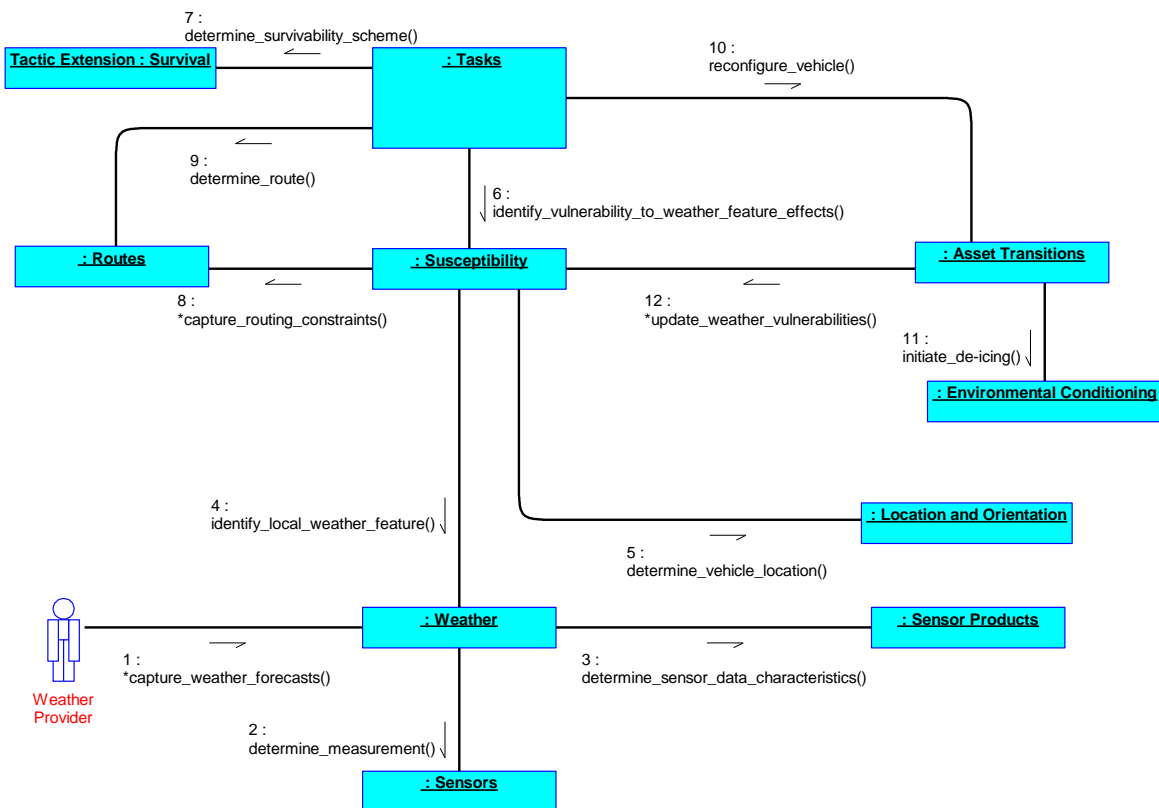 7 :
determine_survivability_scheme()
Tactic Extension : Survival
: Tasks
10 :
reconfigure_vehicle()
9 :
determine_route()
6 :
identify_vulnerability_to_weather_feature_effects()
: Routes
: Susceptibility
: Asset Transitions
8 :
*capture_routing_constraints()
12 :
*update_weather_vulnerabilities()
11 :
initiate_de-icing()
: Environmental Conditioning
4 :
identify_local_weather_feature()
: Location and Orientation
5 :
determine_vehicle_location()
: Weather
: Sensor Products
1 :
*capture_weather_forecasts()
3 :
determine_sensor_data_characteristics()
Weather
Provider
2 :
determine_measurement()
: Sensors